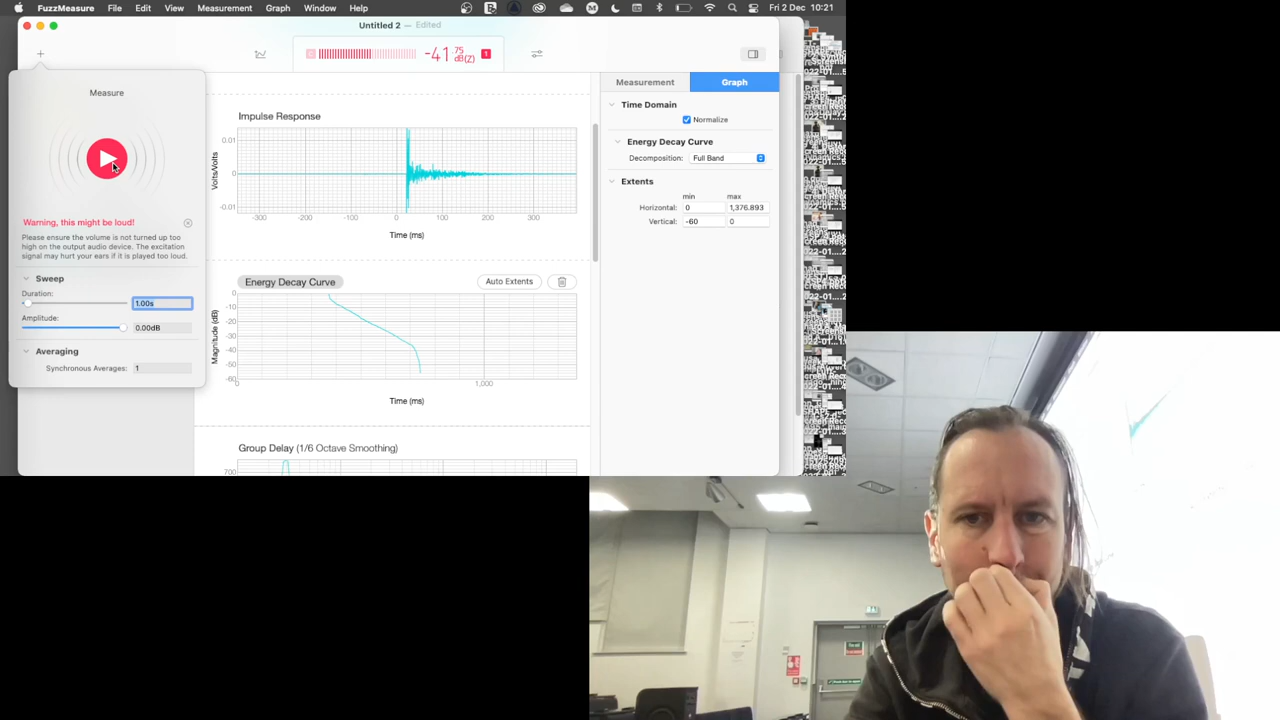 FuzzMeasure File Edit View Measurement Graph Window Help
Fri 2 Dec 10:21
Untitled 2 — Edited
-41.75 dB(Z) 1
Measure
Warning, this might be loud!
Please ensure the volume is not turned up too
high on the output audio device. The excitation
signal may hurt your ears if it is played too loud.
Sweep
Duration:
1.00s
Amplitude:
0.00dB
Averaging
Synchronous Averages: 1
Impulse Response
Volts/Volts
0.01
0
-0.01
-300 -200 -100 0 100 200 300
Time (ms)
Energy Decay Curve Auto Extents
Magnitude (dB)
0
-10
-20
-30
-40
-50
-60
0 1,000
Time (ms)
Group Delay (1/6 Octave Smoothing)
700
Measurement Graph
Time Domain
Normalize
Energy Decay Curve
Decomposition: Full Band
Extents
min max
Horizontal: 0 1,376.893
Vertical: -60 0